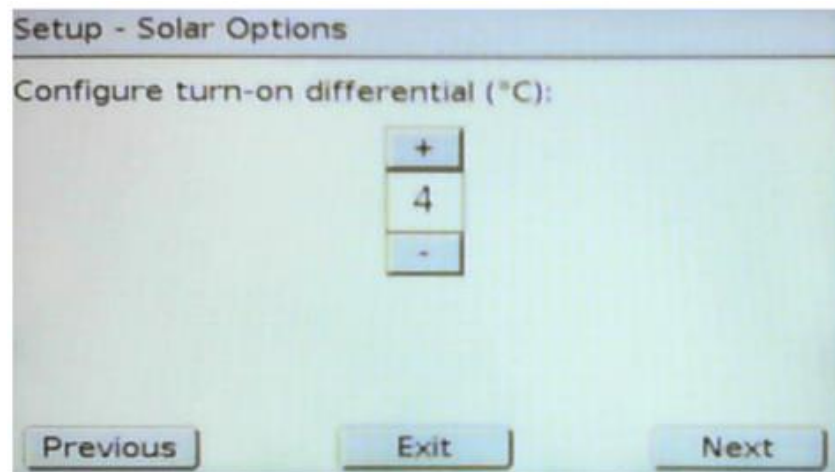 Setup - Solar Options
Configure turn-on differential (°C):
+
4
-
Previous Exit Next